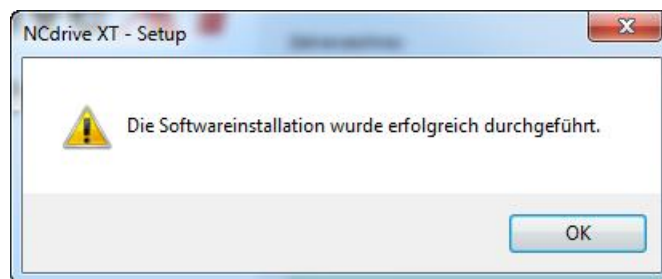 NCdrive XT - Setup
Die Softwareinstallation wurde erfolgreich durchgeführt.
OK